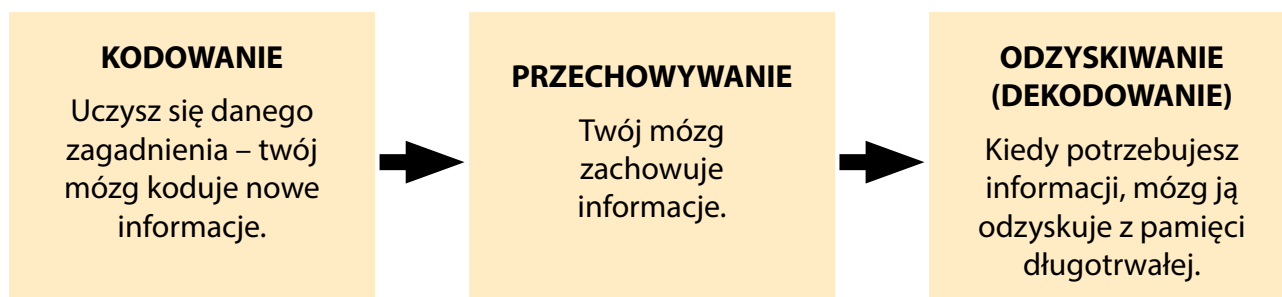 KODOWANIE
Uczysz się danego
zagadnienia – twój
mózg koduje nowe
informacje.
PRZECHOWYWANIE
Twój mózg
zachowuje
informacje.
ODZYSKIWANIE
(DEKODOWANIE)
Kiedy potrzebujesz
informacji, mózg ją
odzyskuje z pamięci
długotrwałej.